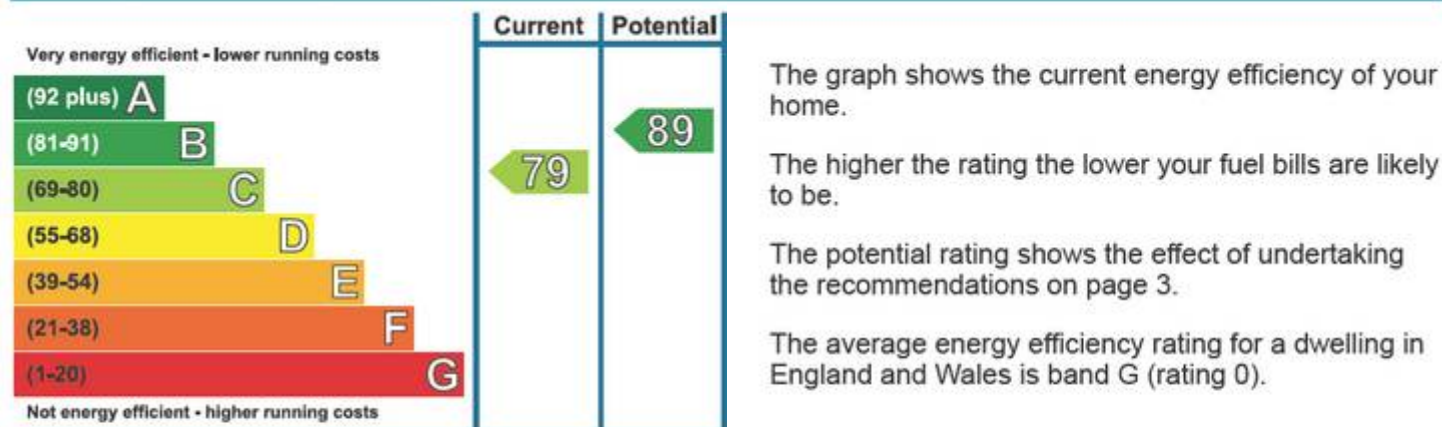 Current Potential
Very energy efficient - lower running costs
(92 plus) A
(81-91) B
(69-80) C
(55-68) D
(39-54) E
(21-38) F
(1-20) G
Not energy efficient - higher running costs
79
89
The graph shows the current energy efficiency of your
home.
The higher the rating the lower your fuel bills are likely
to be.
The potential rating shows the effect of undertaking
the recommendations on page 3.
The average energy efficiency rating for a dwelling in
England and Wales is band G (rating 0).